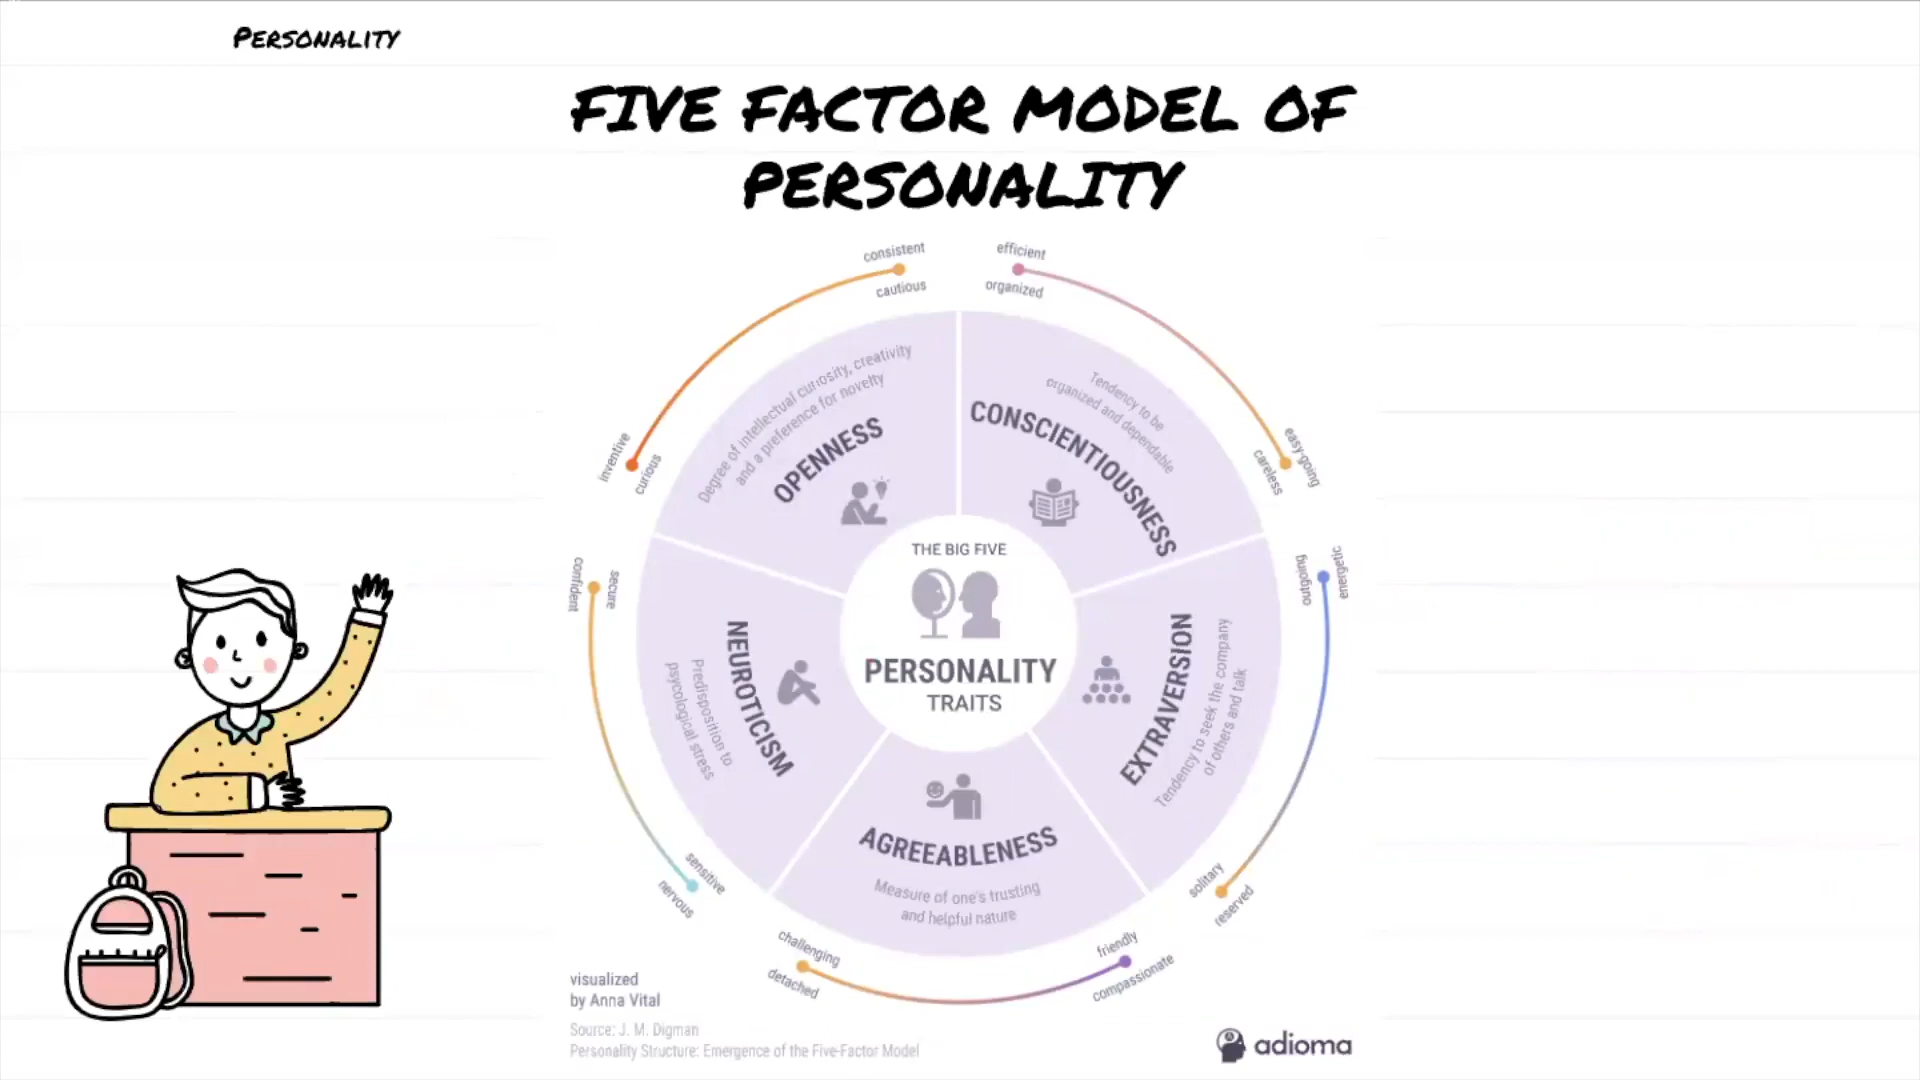 PERSONALITY
FIVE FACTOR MODEL OF
PERSONALITY
consistent
cautious
inventive
curious
Degree of intellectual curiosity, creativity
and a preference for novelty
OPENNESS
efficient
organized
easy-going
careless
Tendency to be
organized and dependable
CONSCIENTIOUSNESS
THE BIG FIVE
PERSONALITY
TRAITS
confident
secure
sensitive
nervous
NEUROTICISM
Predisposition to
psycological stress
energetic
outgoing
solitary
reserved
EXTRAVERSION
Tendency to seek the company
of others and talk
AGREEABLENESS
Measure of one's trusting
and helpful nature
challenging
detached
friendly
compassionate
visualized
by Anna Vital
Source: J. M. Digman
Personality Structure: Emergence of the Five-Factor Model
adioma